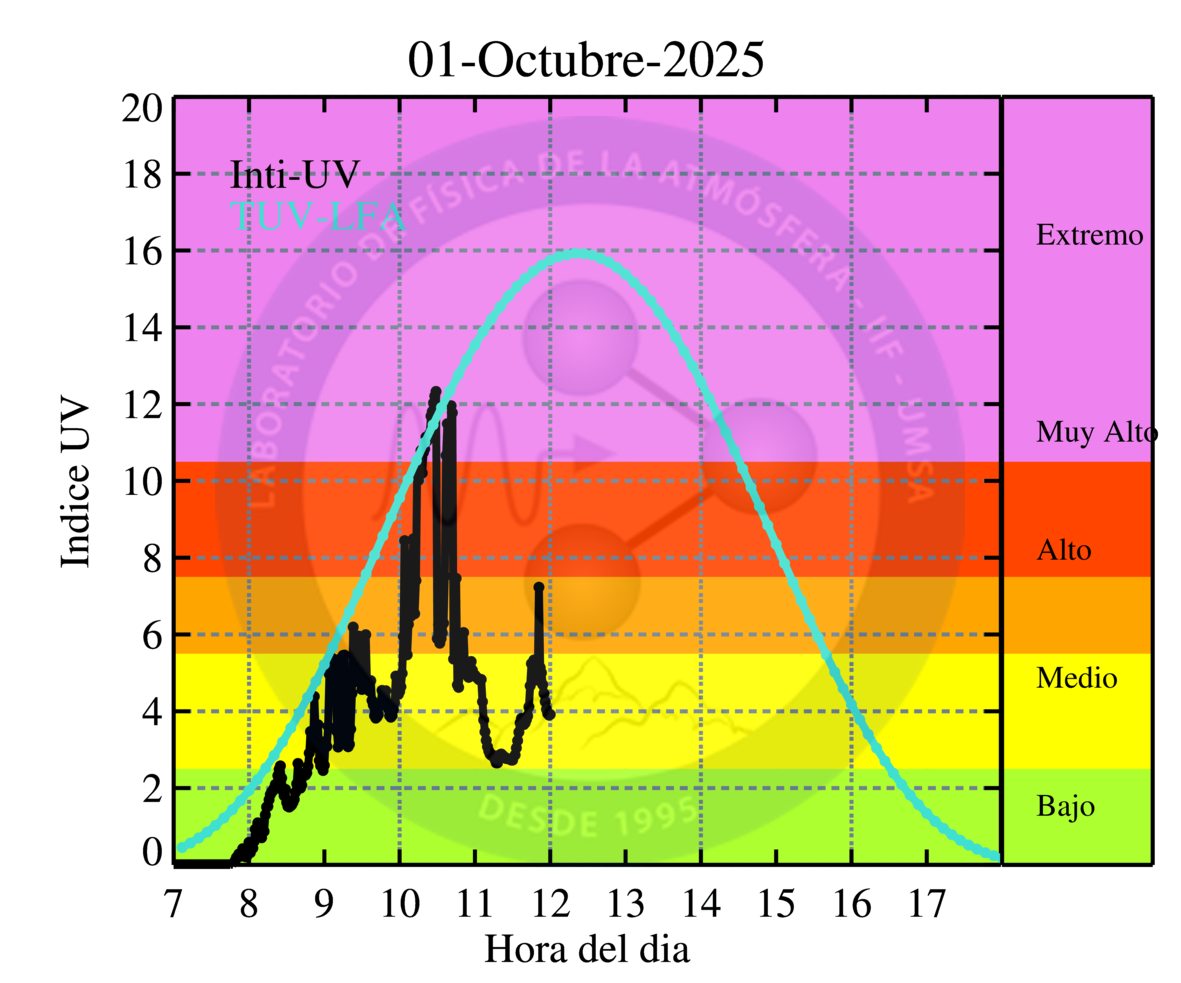 01-Octubre-2025
Inti-UV
TUV-LFA
LABORATORIO DE FÍSICA DE LA ATMÓSFERA - IIF - UMSA
DESDE 1995
Indice UV
20
18
16
14
12
10
8
6
4
2
0
Extremo
Muy Alto
Alto
Medio
Bajo
7 8 9 10 11 12 13 14 15 16 17
Hora del dia